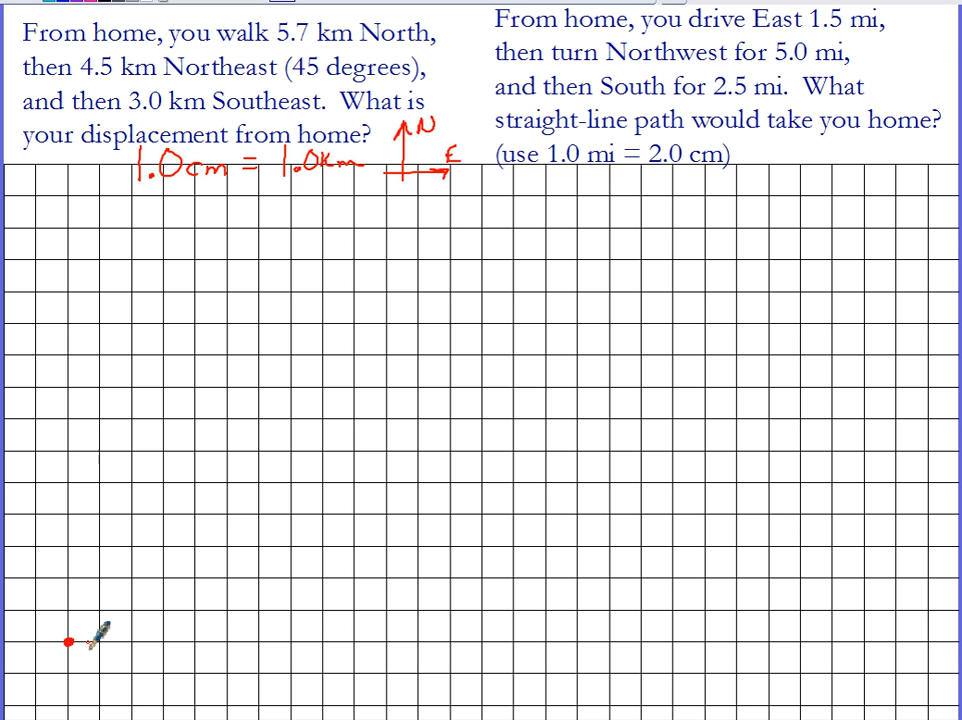 From home, you walk 5.7 km North,
then 4.5 km Northeast (45 degrees),
and then 3.0 km Southeast. What is
your displacement from home?
1.0cm = 1.0km
N
E
From home, you drive East 1.5 mi,
then turn Northwest for 5.0 mi,
and then South for 2.5 mi. What
straight-line path would take you home?
(use 1.0 mi = 2.0 cm)